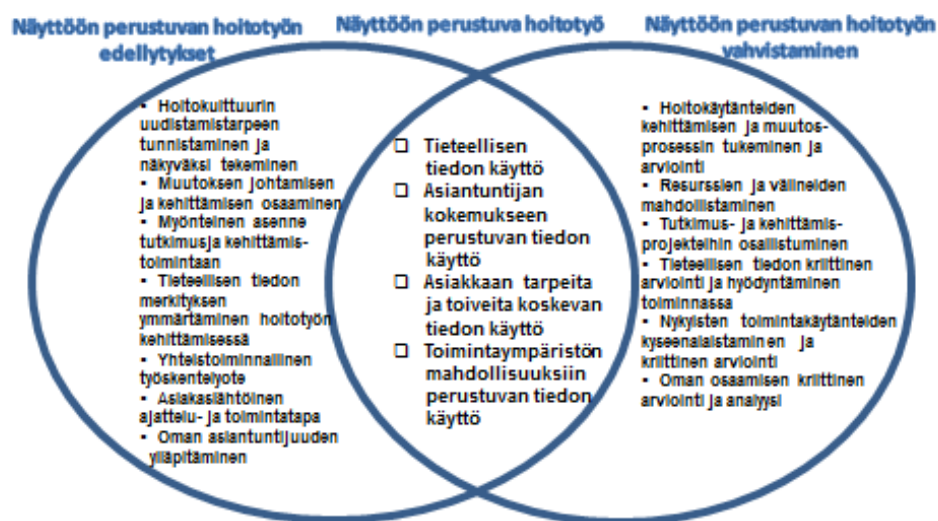 Näyttöön perustuvan hoitotyön
edellytykset
▪ Hoitokulttuurin
uudistamistarpeen
tunnistaminen ja
näkyväksi tekeminen
▪ Muutoksen johtamisen
ja kehittämisen osaaminen
▪ Myönteinen asenne
tutkimusja kehittämis-
toimintaan
▪ Tieteellisen tiedon
merkityksen
ymmärtäminen hoitotyön
kehittämisessä
▪ Yhteistoiminnallinen
työskentelyote
▪ Asiakaslähtöinen
ajattelu- ja toimintatapa
▪ Oman asiantuntijuuden
ylläpitäminen
Näyttöön perustuva hoitotyö
❑ Tieteellisen
tiedon käyttö
❑ Asiantuntijan
kokemukseen
perustuvan tiedon
käyttö
❑ Asiakkaan tarpeita
ja toiveita koskevan
tiedon käyttö
❑ Toimintaympäristön
mahdollisuuksiin
perustuvan tiedon
käyttö
Näyttöön perustuvan hoitotyön
vahvistaminen
▪ Hoitokäytänteiden
kehittämisen ja muutos-
prosessin tukeminen ja
arviointi
▪ Resurssien ja välineiden
mahdollistaminen
▪ Tutkimus- ja kehittämis-
projekteihin osallistuminen
▪ Tieteellisen tiedon kriittinen
arviointi ja hyödyntäminen
toiminnassa
▪ Nykyisten toimintakäytänteiden
kyseenalaistaminen ja
kriittinen arviointi
▪ Oman osaamisen kriittinen
arviointi ja analyysi